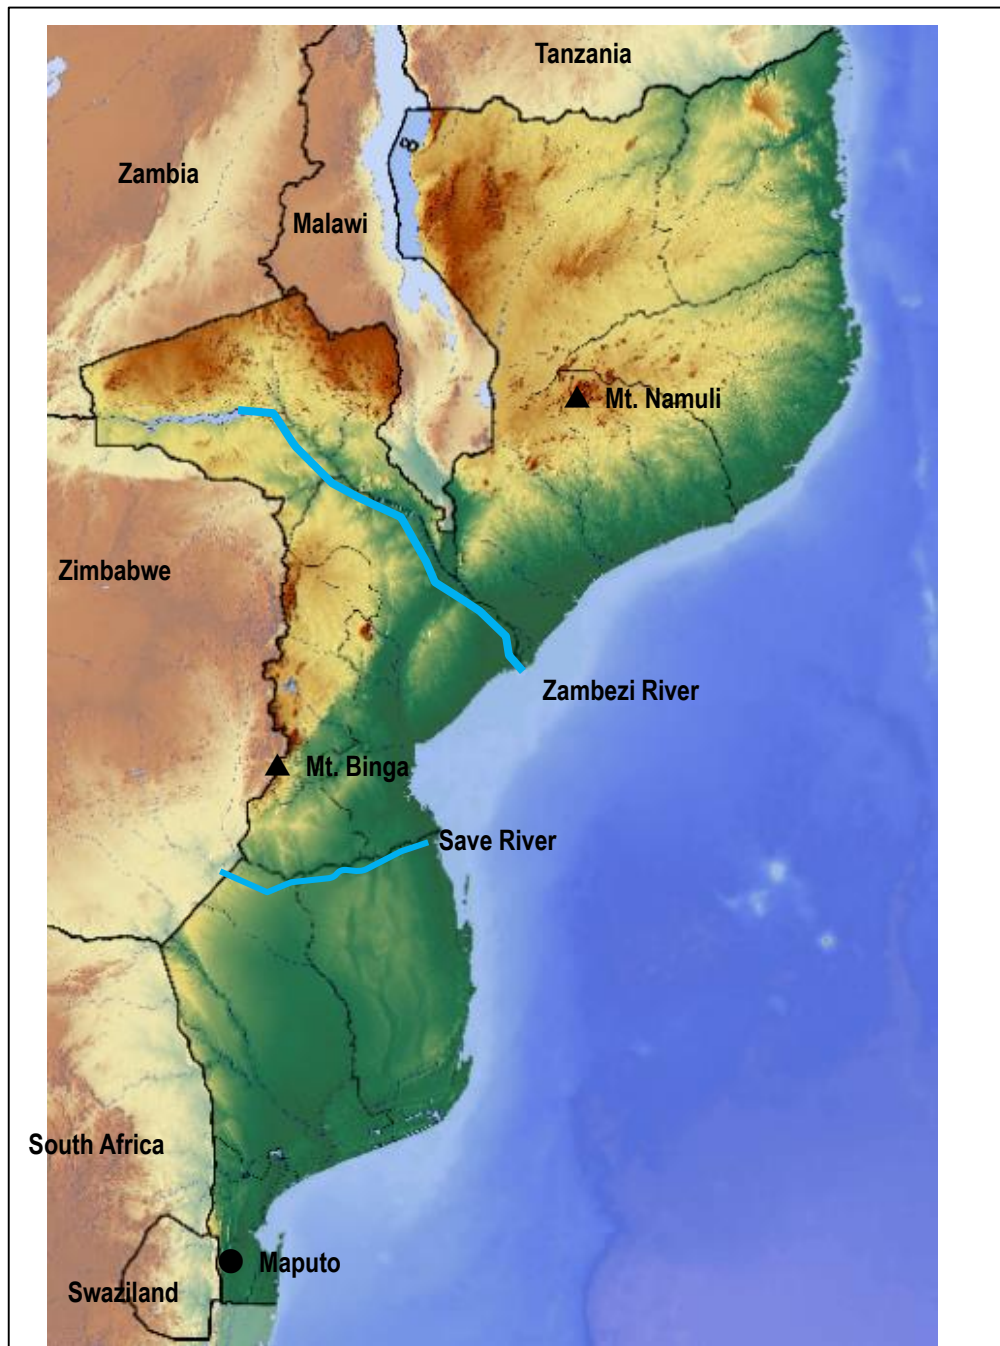 Tanzania
Zambia
Malawi
Mt. Namuli
Zimbabwe
Zambezi River
Mt. Binga
Save River
South Africa
Maputo
Swaziland